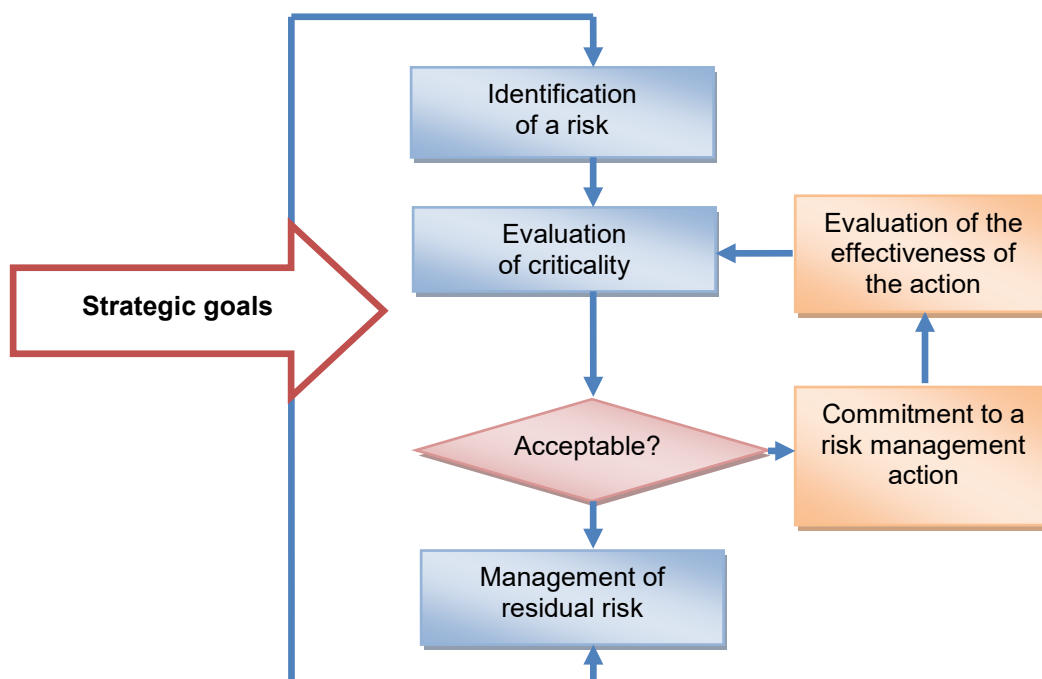 Identification
of a risk
Evaluation
of criticality
Evaluation of the
effectiveness of
the action
Strategic goals
Acceptable?
Commitment to a
risk management
action
Management of
residual risk